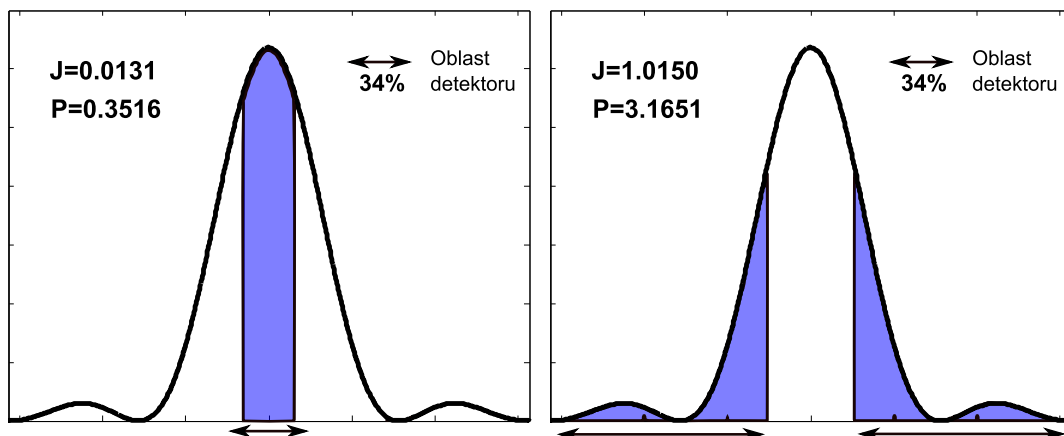 J=0.0131
P=0.3516
Oblast
34% detektoru
J=1.0150
P=3.1651
Oblast
34% detektoru